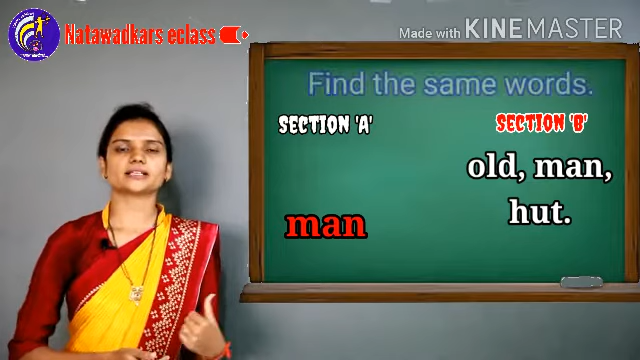 Natawadkars eclass
Made with KINEMASTER
Find the same words.
SECTION 'A'
SECTION 'B'
old, man,
hut.
man